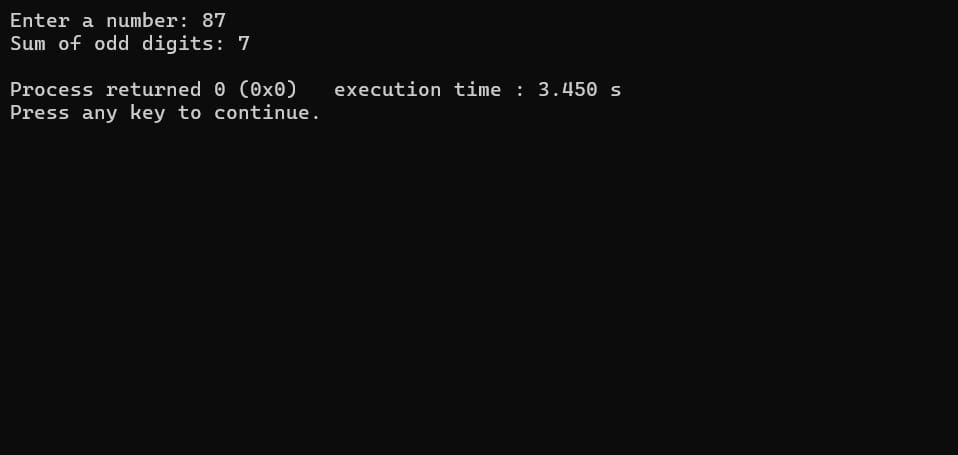 Enter a number: 87
Sum of odd digits: 7
Process returned 0 (0x0)   execution time : 3.450 s
Press any key to continue.